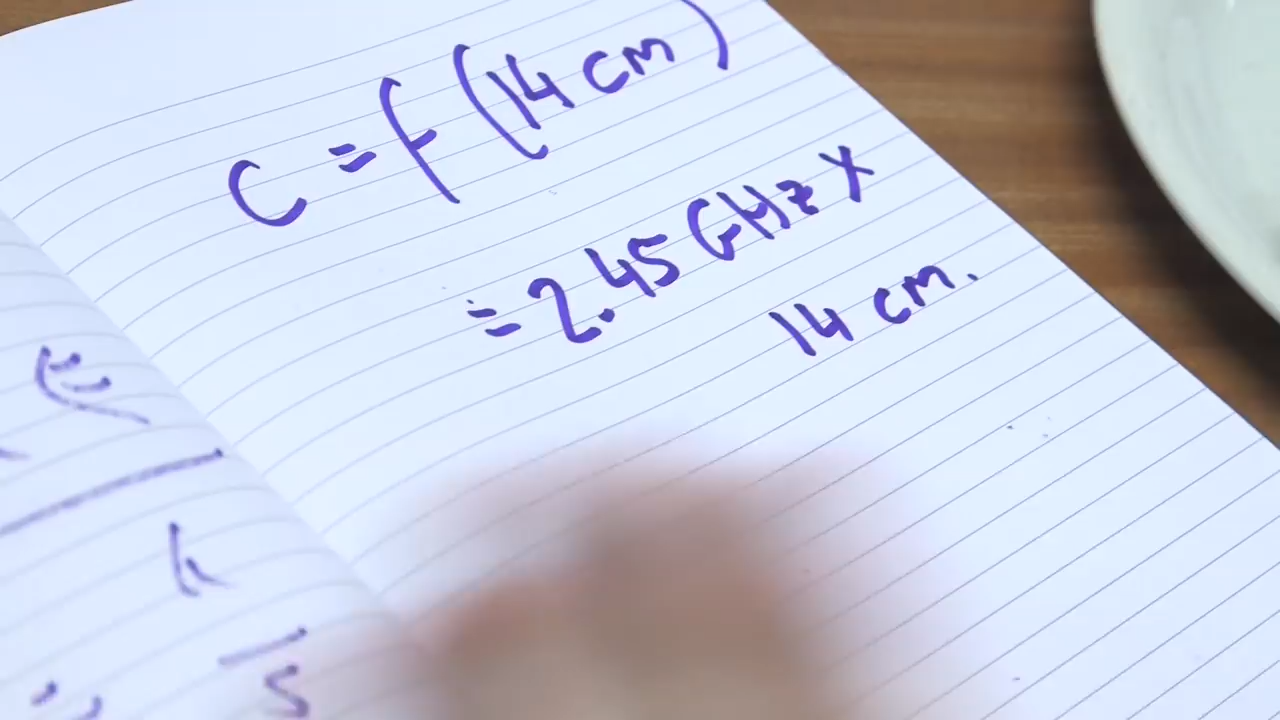 C = f (14 cm)
= 2.45 GHz X
14 cm.